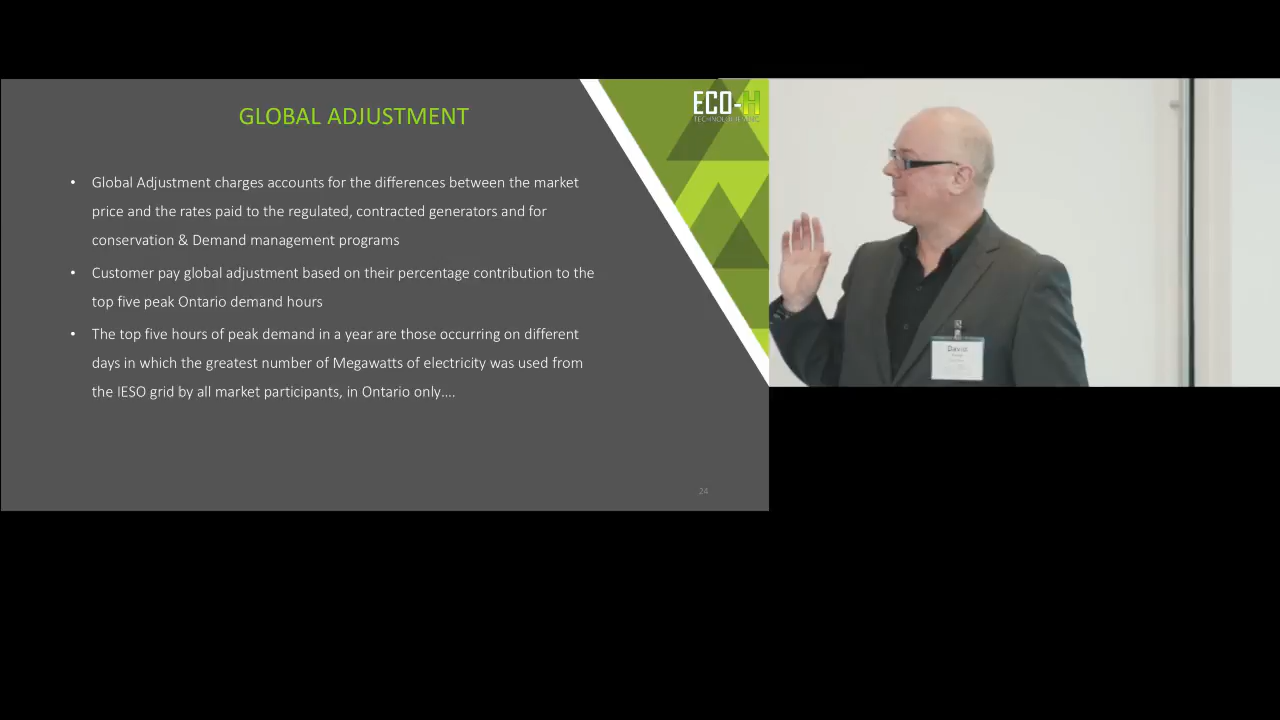 GLOBAL ADJUSTMENT
ECO-H
• Global Adjustment charges accounts for the differences between the market
price and the rates paid to the regulated, contracted generators and for
conservation & Demand management programs
• Customer pay global adjustment based on their percentage contribution to the
top five peak Ontario demand hours
• The top five hours of peak demand in a year are those occurring on different
days in which the greatest number of Megawatts of electricity was used from
the IESO grid by all market participants, in Ontario only....
24
David